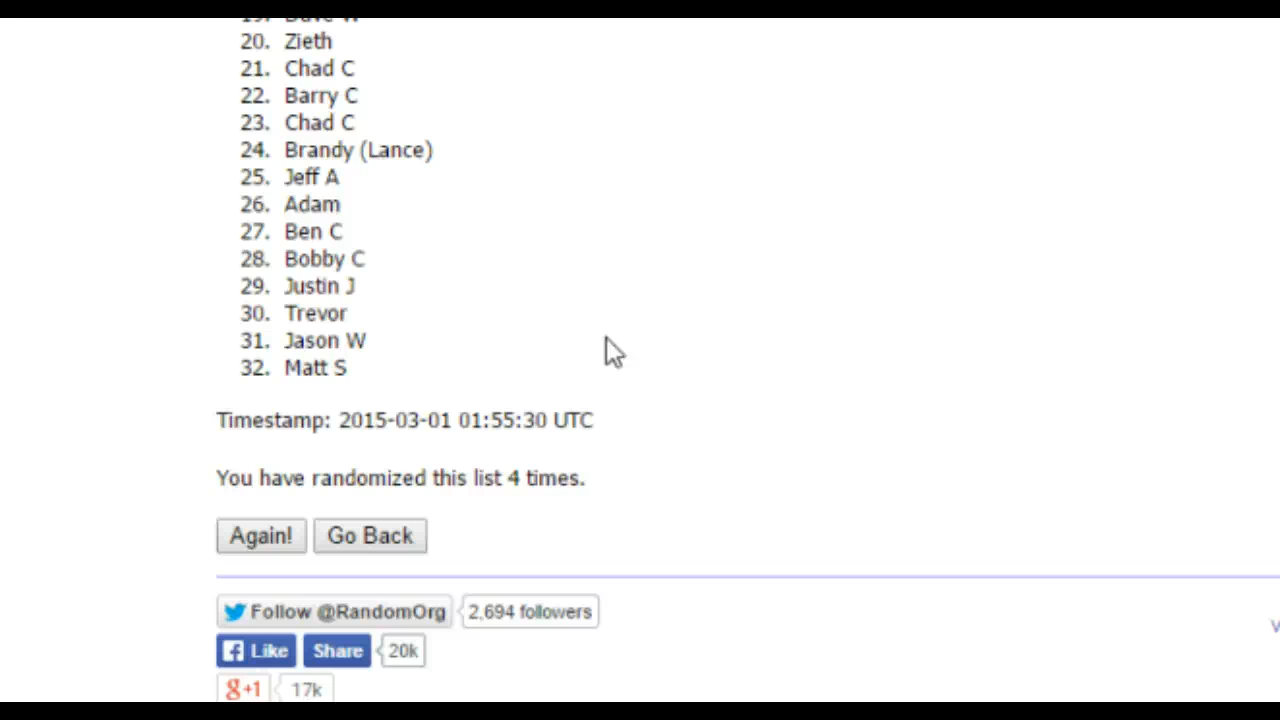 20. Zieth
21. Chad C
22. Barry C
23. Chad C
24. Brandy (Lance)
25. Jeff A
26. Adam
27. Ben C
28. Bobby C
29. Justin J
30. Trevor
31. Jason W
32. Matt S
Timestamp: 2015-03-01 01:55:30 UTC
You have randomized this list 4 times.
Again! Go Back
Follow @RandomOrg 2,694 followers
Like Share 20k
g+1 17k